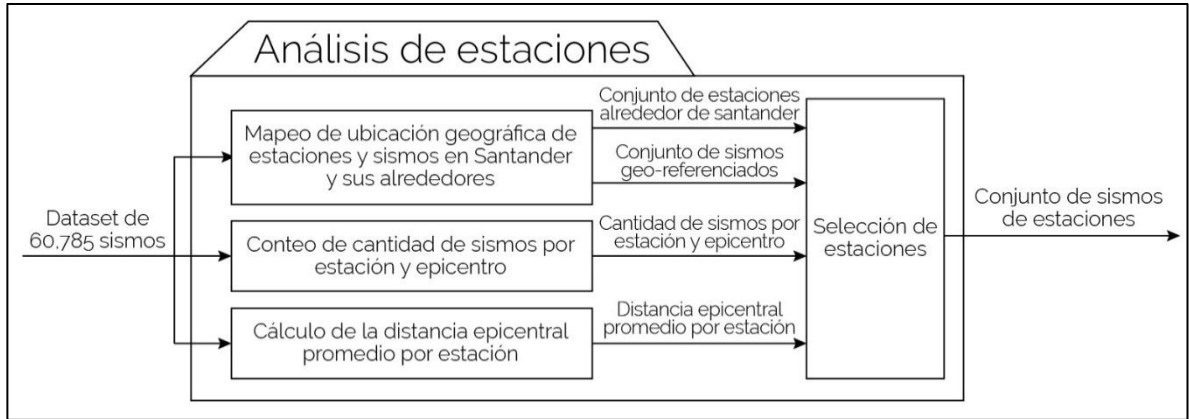 Análisis de estaciones
Dataset de
60.785 sismos
Mapeo de ubicación geográfica de
estaciones y sismos en Santander
y sus alrededores
Conteo de cantidad de sismos por
estación y epicentro
Cálculo de la distancia epicentral
promedio por estación
Conjunto de estaciones
alrededor de santander
Conjunto de sismos
geo-referenciados
Cantidad de sismos por
estación y epicentro
Distancia epicentral
promedio por estación
Selección de
estaciones
Conjunto de sismos
de estaciones